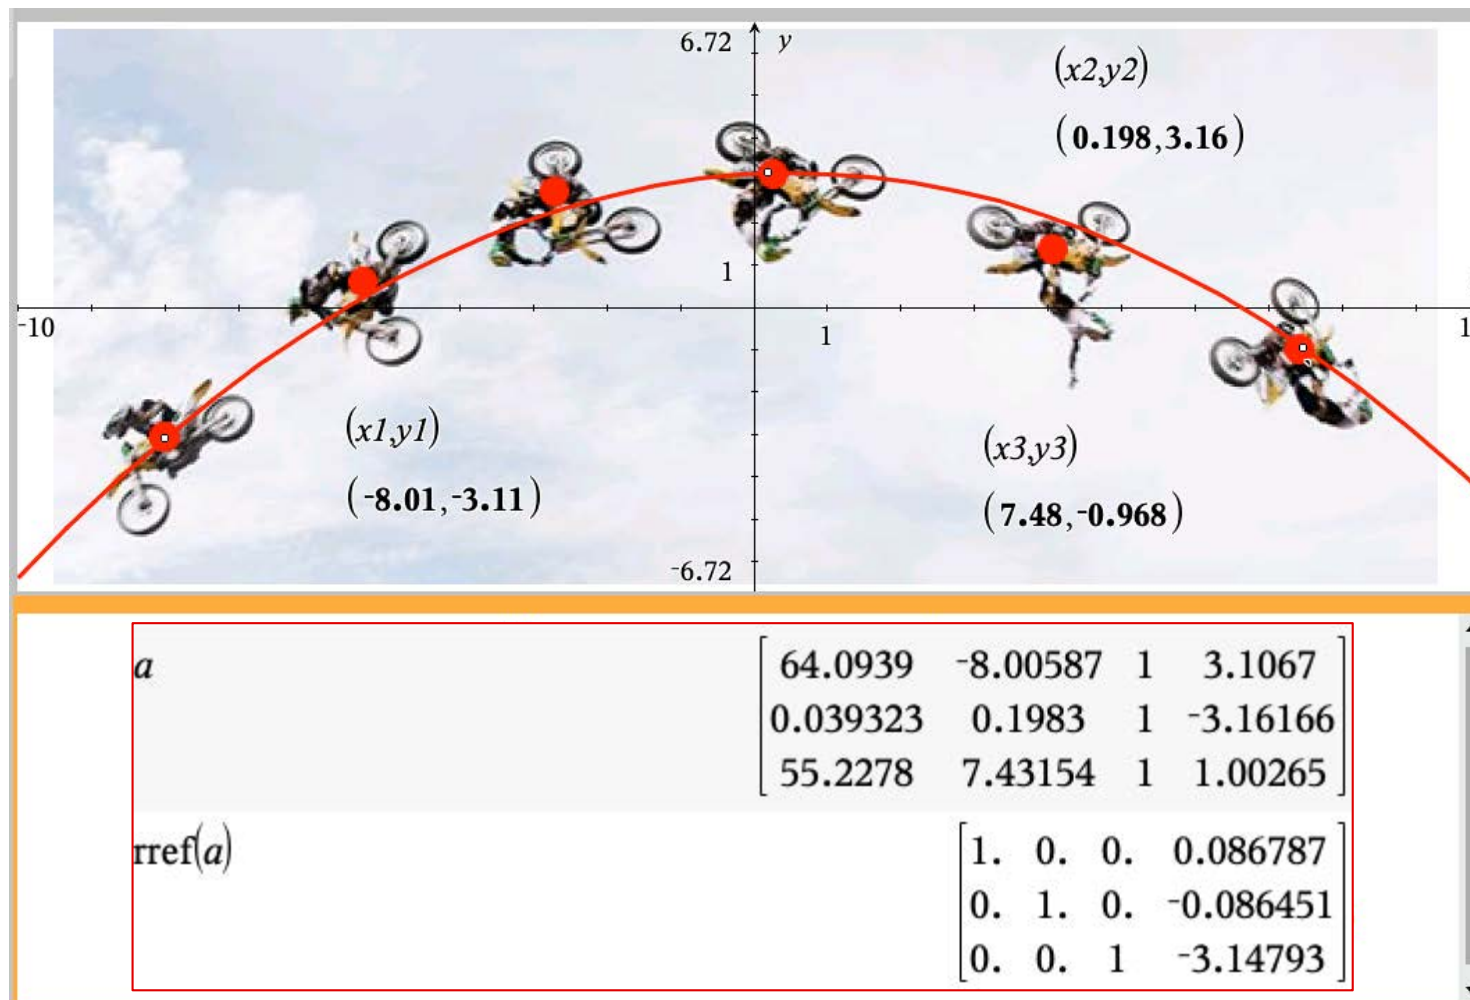 6.72 y
(x2,y2)
(0.198,3.16)
1
-10
1
1
(x1,y1)
(-8.01,-3.11)
(x3,y3)
(7.48,-0.968)
-6.72
a
64.0939 -8.00587 1 3.1067
0.039323 0.1983 1 -3.16166
55.2278 7.43154 1 1.00265
rref(a)
1. 0. 0. 0.086787
0. 1. 0. -0.086451
0. 0. 1 -3.14793